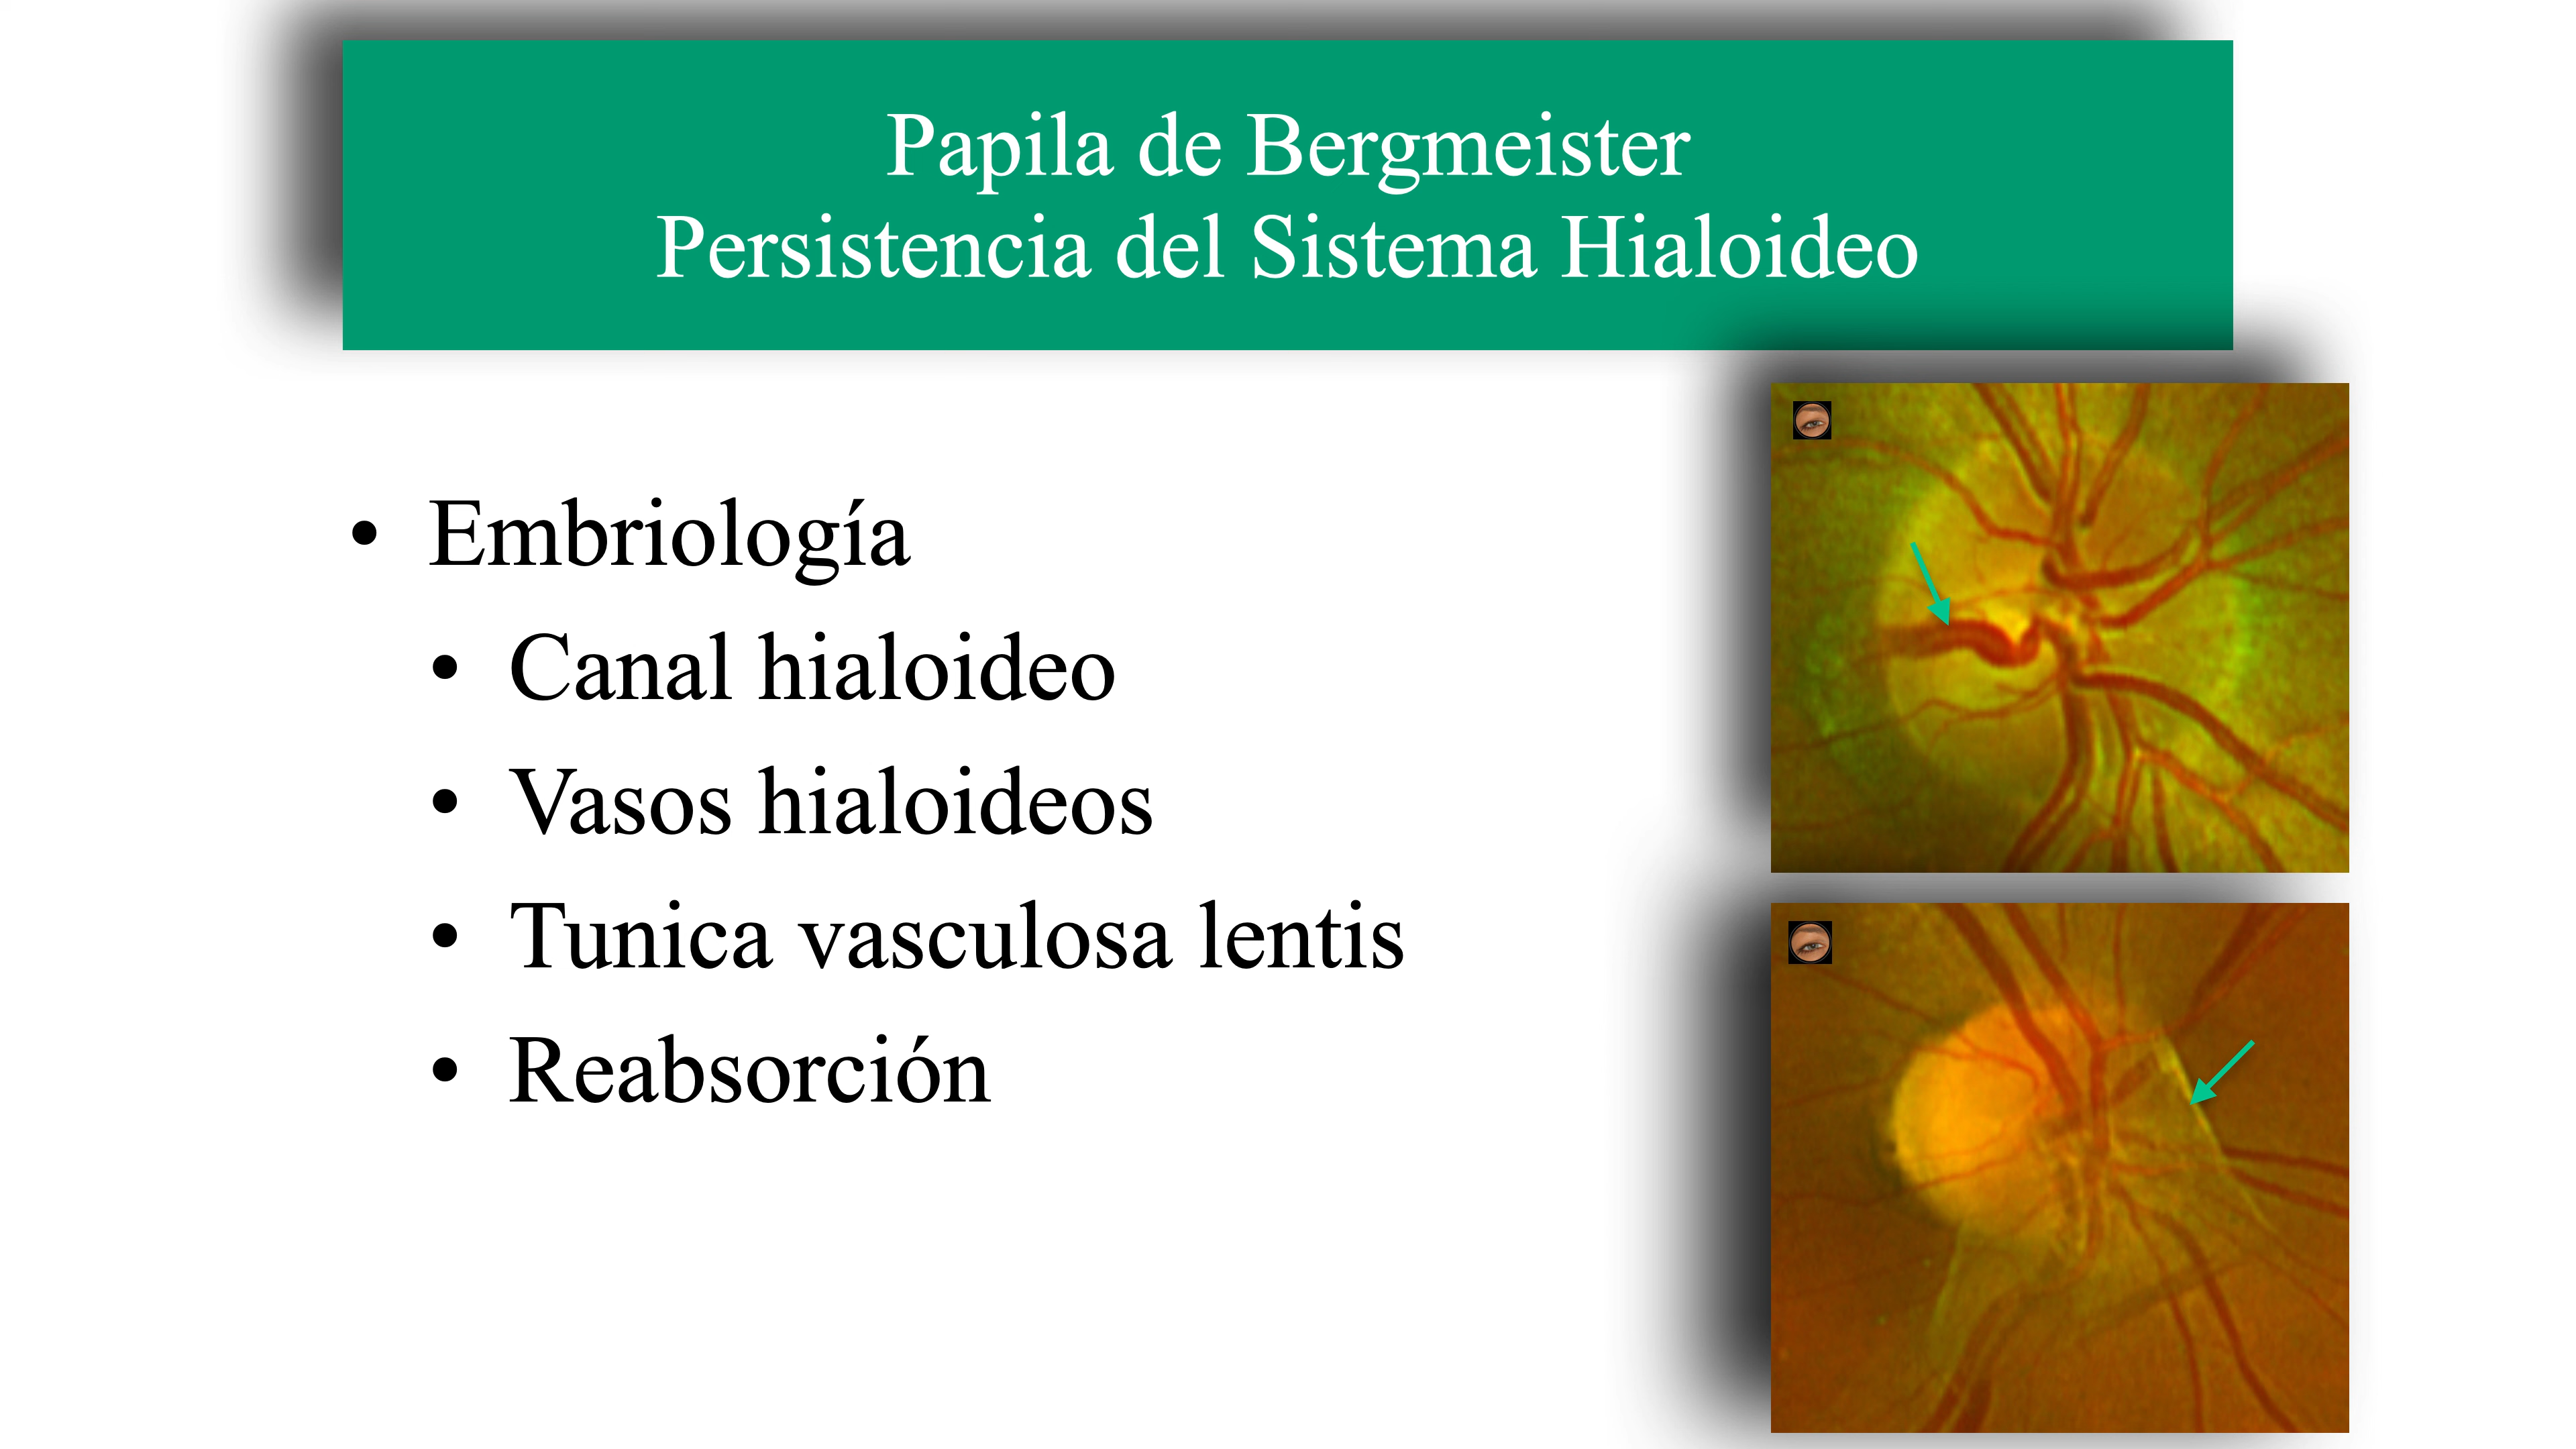 Papila de Bergmeister
Persistencia del Sistema Hialoideo
• Embriología
• Canal hialoideo
• Vasos hialoideos
• Tunica vasculosa lentis
• Reabsorción